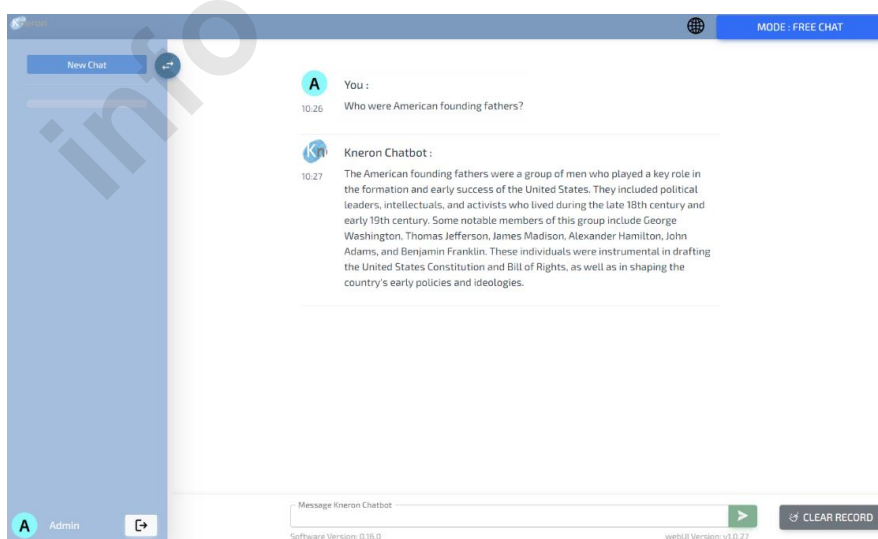 Kneron
MODE : FREE CHAT
New Chat
A
You :
10:26
Who were American founding fathers?
Kn
Kneron Chatbot :
10:27
The American founding fathers were a group of men who played a key role in
the formation and early success of the United States. They included political
leaders, intellectuals, and activists who lived during the late 18th century and
early 19th century. Some notable members of this group include George
Washington, Thomas Jefferson, James Madison, Alexander Hamilton, John
Adams, and Benjamin Franklin. These individuals were instrumental in drafting
the United States Constitution and Bill of Rights, as well as in shaping the
country's early policies and ideologies.
info
Message Kneron Chatbot
A Admin
CLEAR RECORD
Software Version: 0.16.0
webUI Version: v1.0.27